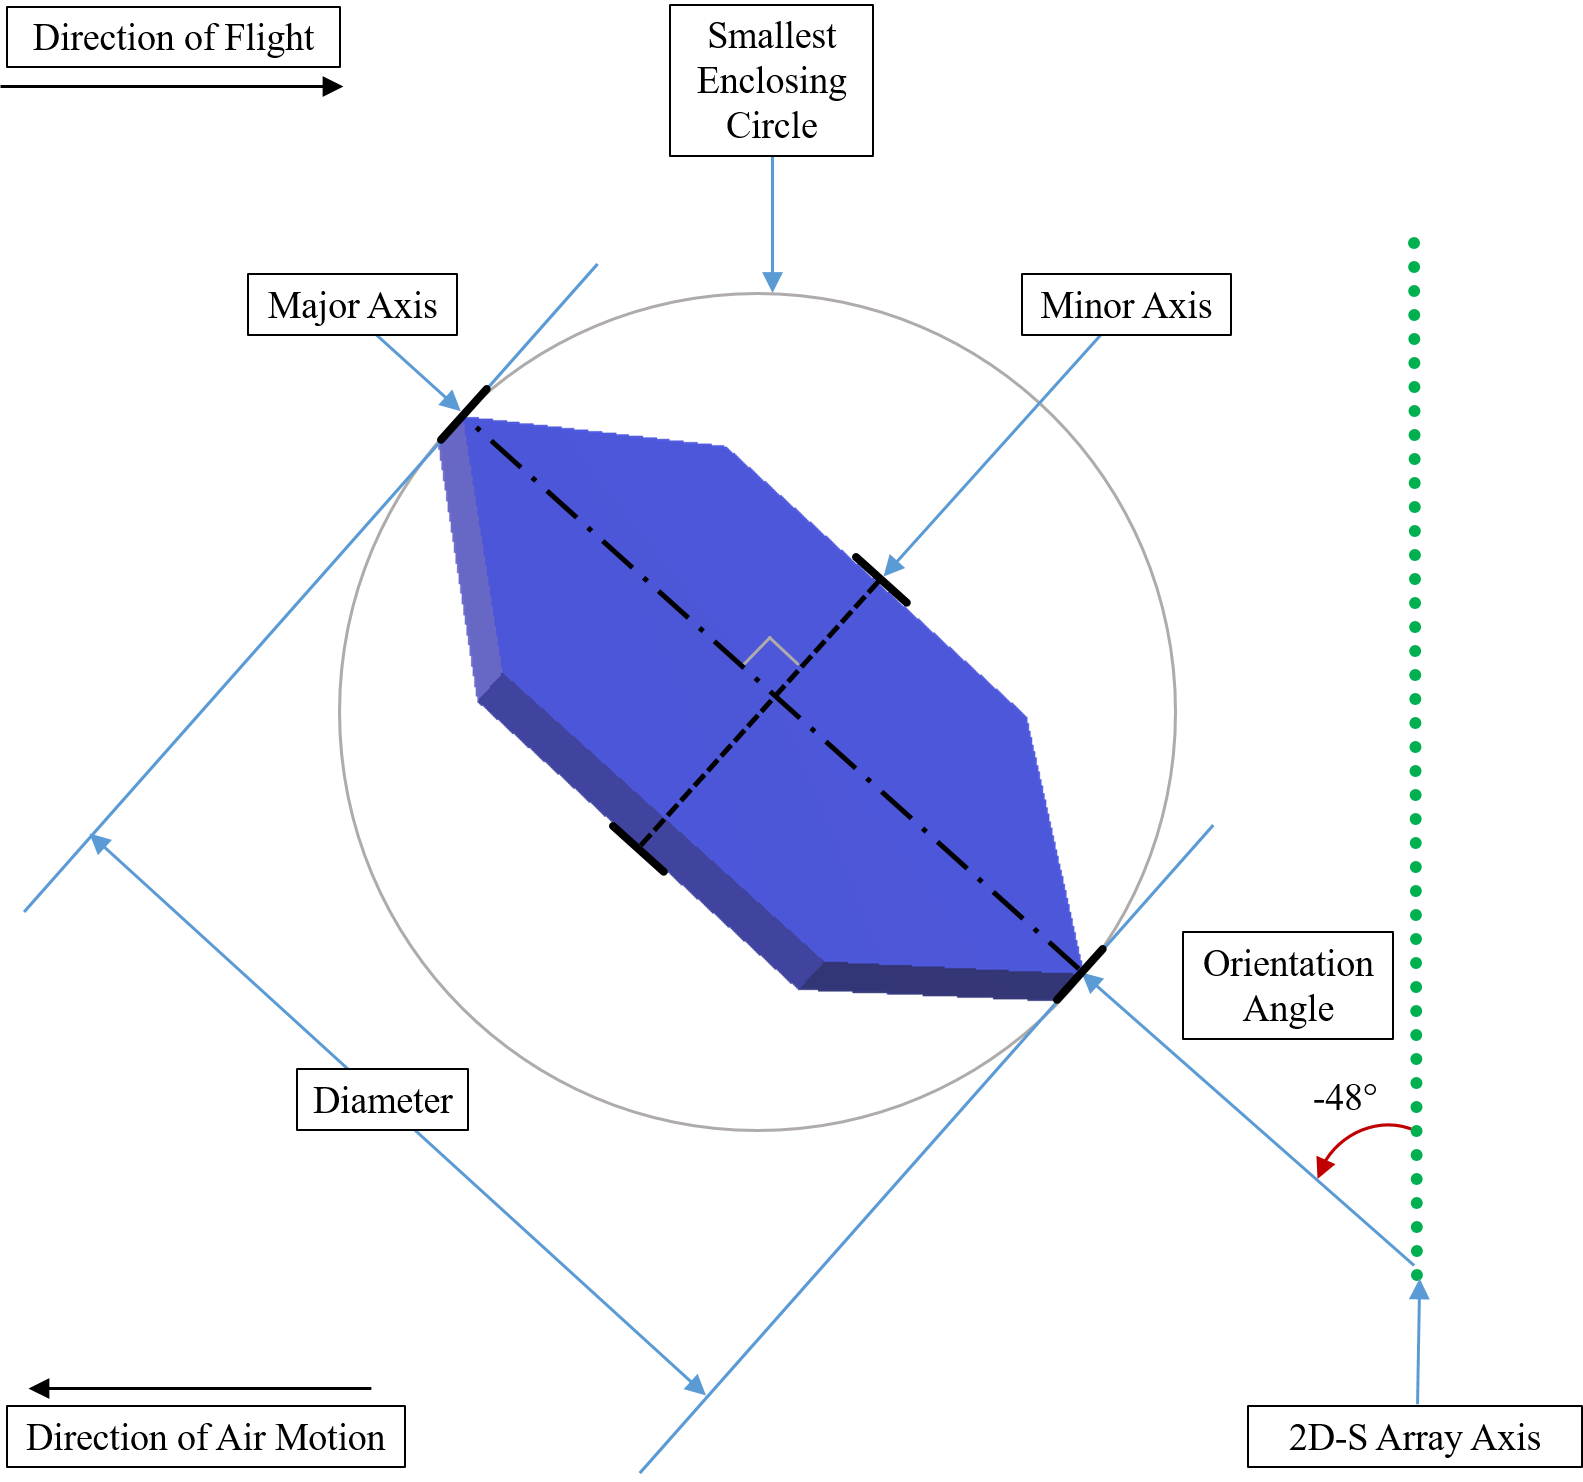 Direction of Flight
Smallest
Enclosing
Circle
Major Axis
Minor Axis
Orientation
Angle
-48°
Diameter
Direction of Air Motion
2D-S Array Axis